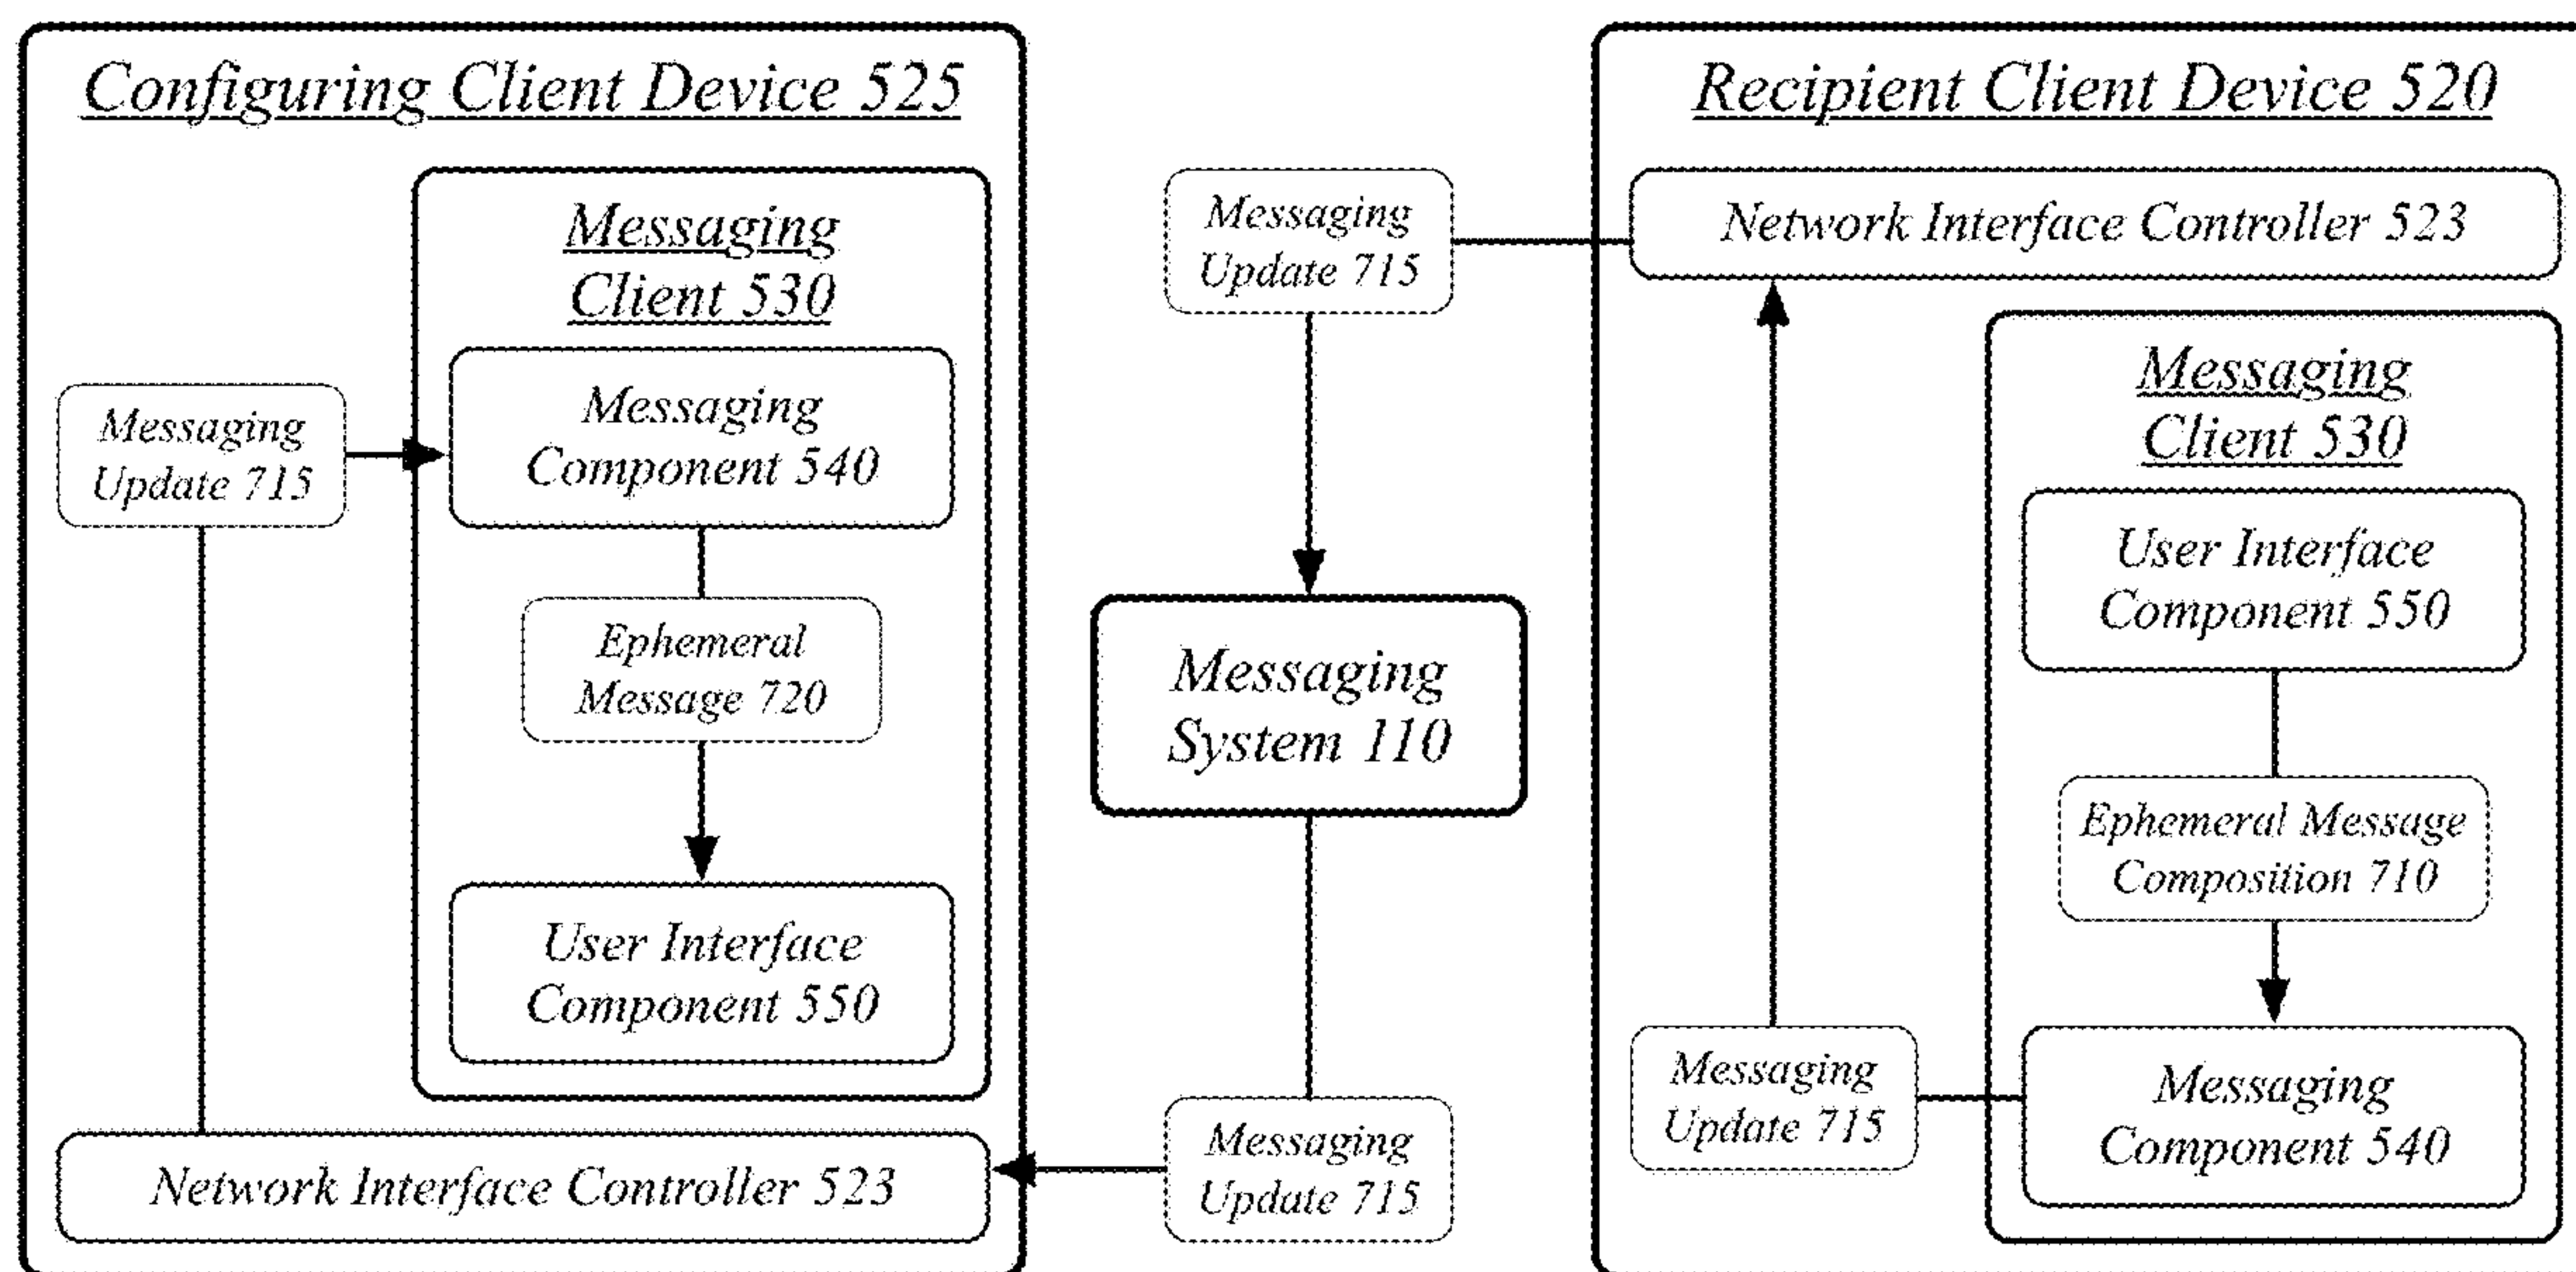 Configuring Client Device 525
Messaging
Client 530
Messaging
Update 715
Messaging
Component 540
Ephemeral
Message 720
User Interface
Component 550
Network Interface Controller 523
Messaging
Update 715
Messaging
System 110
Messaging
Update 715
Recipient Client Device 520
Network Interface Controller 523
Messaging
Client 530
User Interface
Component 550
Ephemeral Message
Composition 710
Messaging
Update 715
Messaging
Component 540